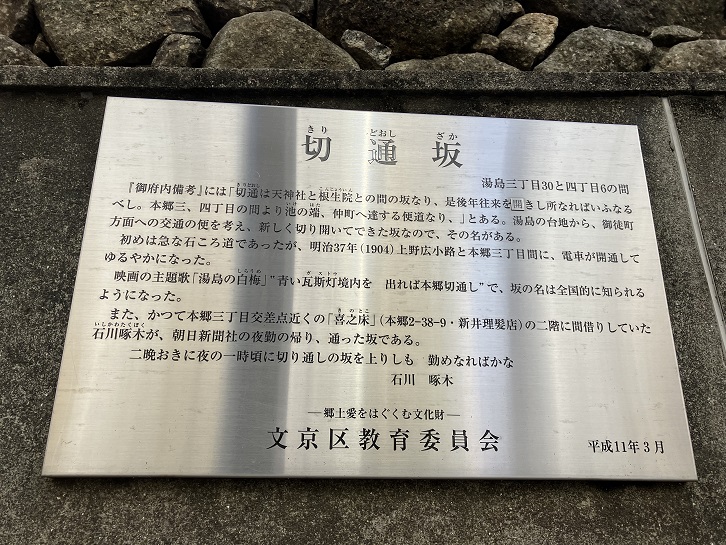 きり どおし ざか
切通坂
湯島三丁目30と四丁目6の間
『御府内備考』には「切通は天神社と根生院との間の坂なり、是後年往来を開きし所なればいふなる
べし。本郷三、四丁目の間より池の端、仲町へ達する便道なり、」とある。湯島の台地から、御徒町
方面への交通の便を考え、新しく切り開いてできた坂なので、その名がある。
初めは急な石ころ道であったが、明治37年(1904)上野広小路と本郷三丁目間に、電車が開通して
ゆるやかになった。
映画の主題歌「湯島の白梅」"青い瓦斯灯境内を 出れば本郷切通し"で、坂の名は全国的に知られる
ようになった。
また、かつて本郷三丁目交差点近くの「喜之床」(本郷2-38-9・新井理髪店)の二階に間借りしていた
石川啄木が、朝日新聞社の夜勤の帰り、通った坂である。
二晩おきに夜の一時頃に切り通しの坂を上りしも 勤めなればかな
石川 啄木
―郷土愛をはぐくむ文化財―
文京区教育委員会
平成11年3月